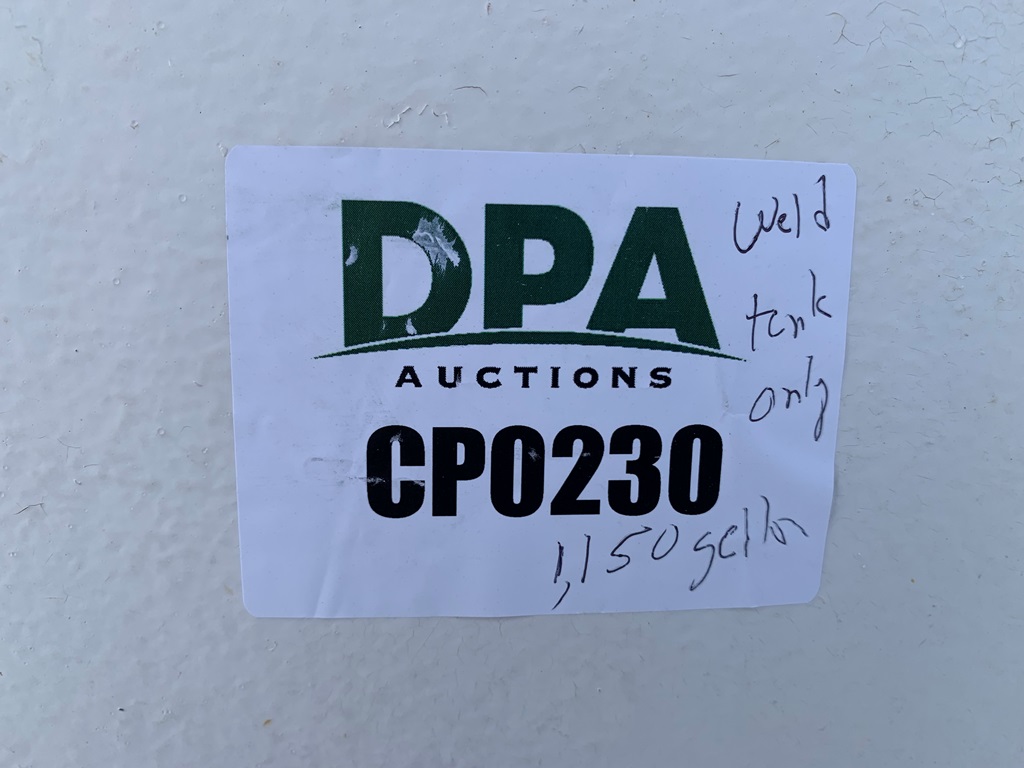 DPA
AUCTIONS
CP0230
Weld
tank
only
1,150 gallon